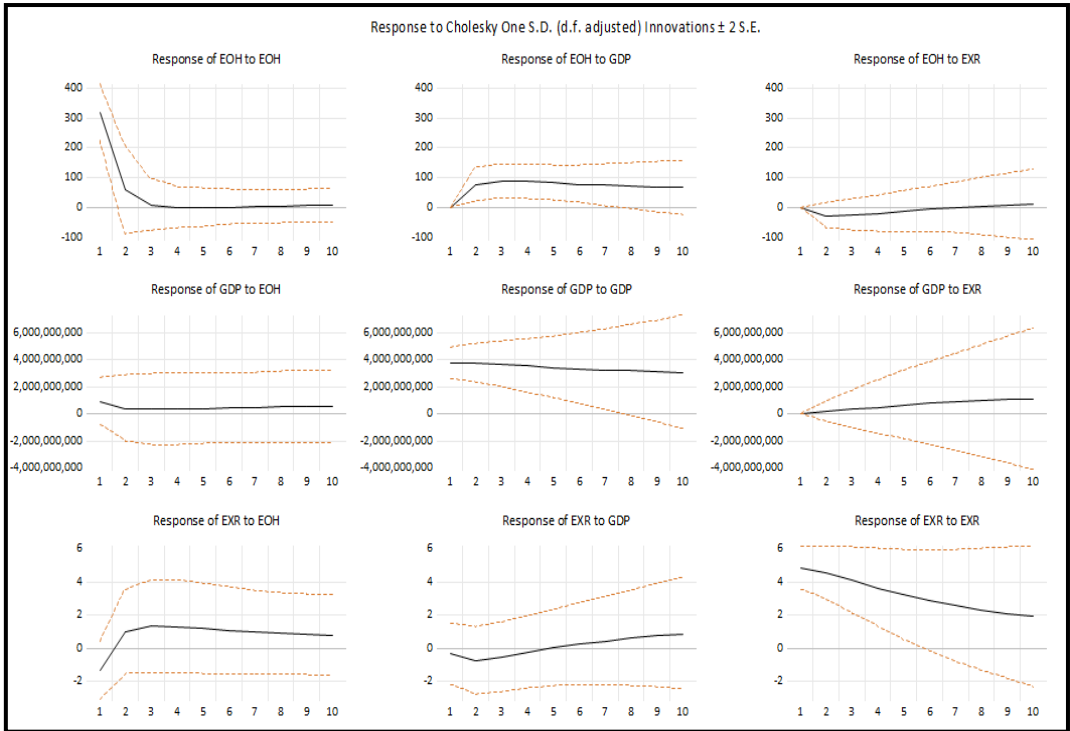 Response to Cholesky One S.D. (d.f. adjusted) Innovations ± 2 S.E.
Response of EOH to EOH
400
300
200
100
0
-100
1 2 3 4 5 6 7 8 9 10
Response of EOH to GDP
400
300
200
100
0
-100
1 2 3 4 5 6 7 8 9 10
Response of EOH to EXR
400
300
200
100
0
-100
1 2 3 4 5 6 7 8 9 10
Response of GDP to EOH
6,000,000,000
4,000,000,000
2,000,000,000
0
-2,000,000,000
-4,000,000,000
1 2 3 4 5 6 7 8 9 10
Response of GDP to GDP
6,000,000,000
4,000,000,000
2,000,000,000
0
-2,000,000,000
-4,000,000,000
1 2 3 4 5 6 7 8 9 10
Response of GDP to EXR
6,000,000,000
4,000,000,000
2,000,000,000
0
-2,000,000,000
-4,000,000,000
1 2 3 4 5 6 7 8 9 10
Response of EXR to EOH
6
4
2
0
-2
1 2 3 4 5 6 7 8 9 10
Response of EXR to GDP
6
4
2
0
-2
1 2 3 4 5 6 7 8 9 10
Response of EXR to EXR
6
4
2
0
-2
1 2 3 4 5 6 7 8 9 10